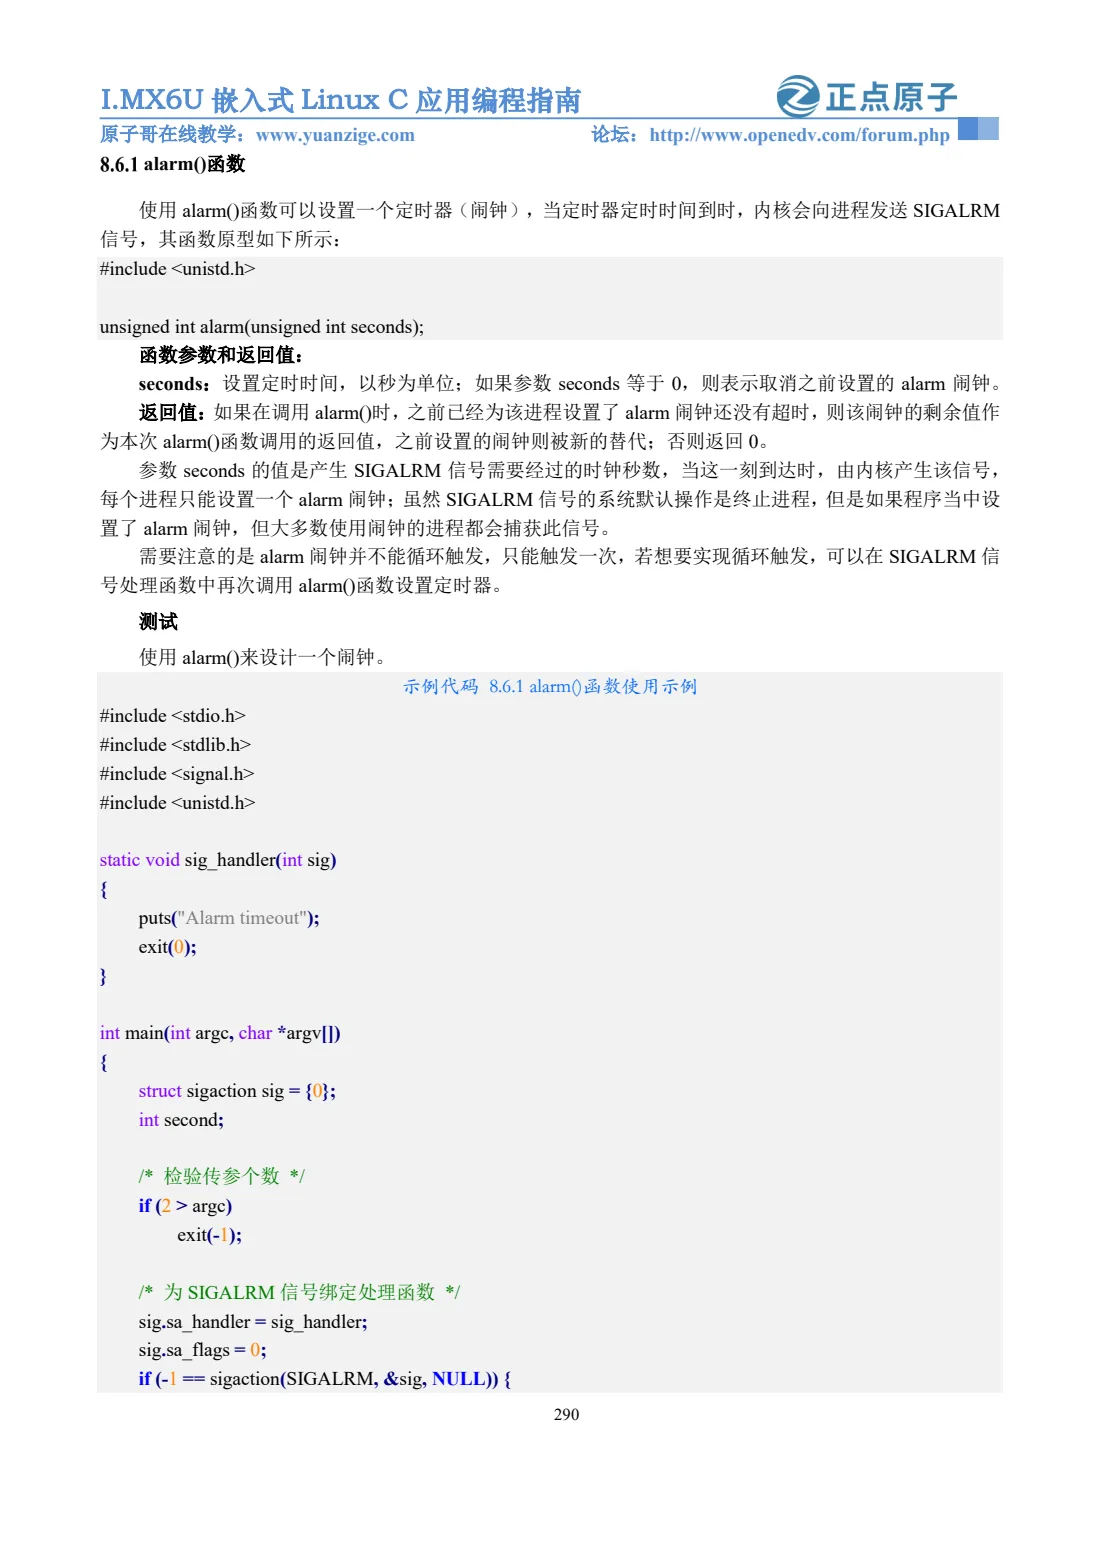 I.MX6U 嵌入式 Linux C 应用编程指南
正点原子
原子哥在线教学：www.yuanzige.com 论坛：http://www.openedv.com/forum.php
8.6.1 alarm()函数
使用 alarm()函数可以设置一个定时器（闹钟），当定时器定时时间到时，内核会向进程发送 SIGALRM
信号，其函数原型如下所示：
#include <unistd.h>
unsigned int alarm(unsigned int seconds);
函数参数和返回值：
seconds：设置定时时间，以秒为单位；如果参数 seconds 等于 0，则表示取消之前设置的 alarm 闹钟。
返回值：如果在调用 alarm()时，之前已经为该进程设置了 alarm 闹钟还没有超时，则该闹钟的剩余值作
为本次 alarm()函数调用的返回值，之前设置的闹钟则被新的替代；否则返回 0。
参数 seconds 的值是产生 SIGALRM 信号需要经过的时钟秒数，当这一刻到达时，由内核产生该信号，
每个进程只能设置一个 alarm 闹钟；虽然 SIGALRM 信号的系统默认操作是终止进程，但是如果程序当中设
置了 alarm 闹钟，但大多数使用闹钟的进程都会捕获此信号。
需要注意的是 alarm 闹钟并不能循环触发，只能触发一次，若想要实现循环触发，可以在 SIGALRM 信
号处理函数中再次调用 alarm()函数设置定时器。
测试
使用 alarm()来设计一个闹钟。
示例代码 8.6.1 alarm()函数使用示例
#include <stdio.h>
#include <stdlib.h>
#include <signal.h>
#include <unistd.h>
static void sig_handler(int sig)
{
puts("Alarm timeout");
exit(0);
}
int main(int argc, char *argv[])
{
struct sigaction sig = {0};
int second;
/* 检验传参个数 */
if (2 > argc)
exit(-1);
/* 为 SIGALRM 信号绑定处理函数 */
sig.sa_handler = sig_handler;
sig.sa_flags = 0;
if (-1 == sigaction(SIGALRM, &sig, NULL)) {
290